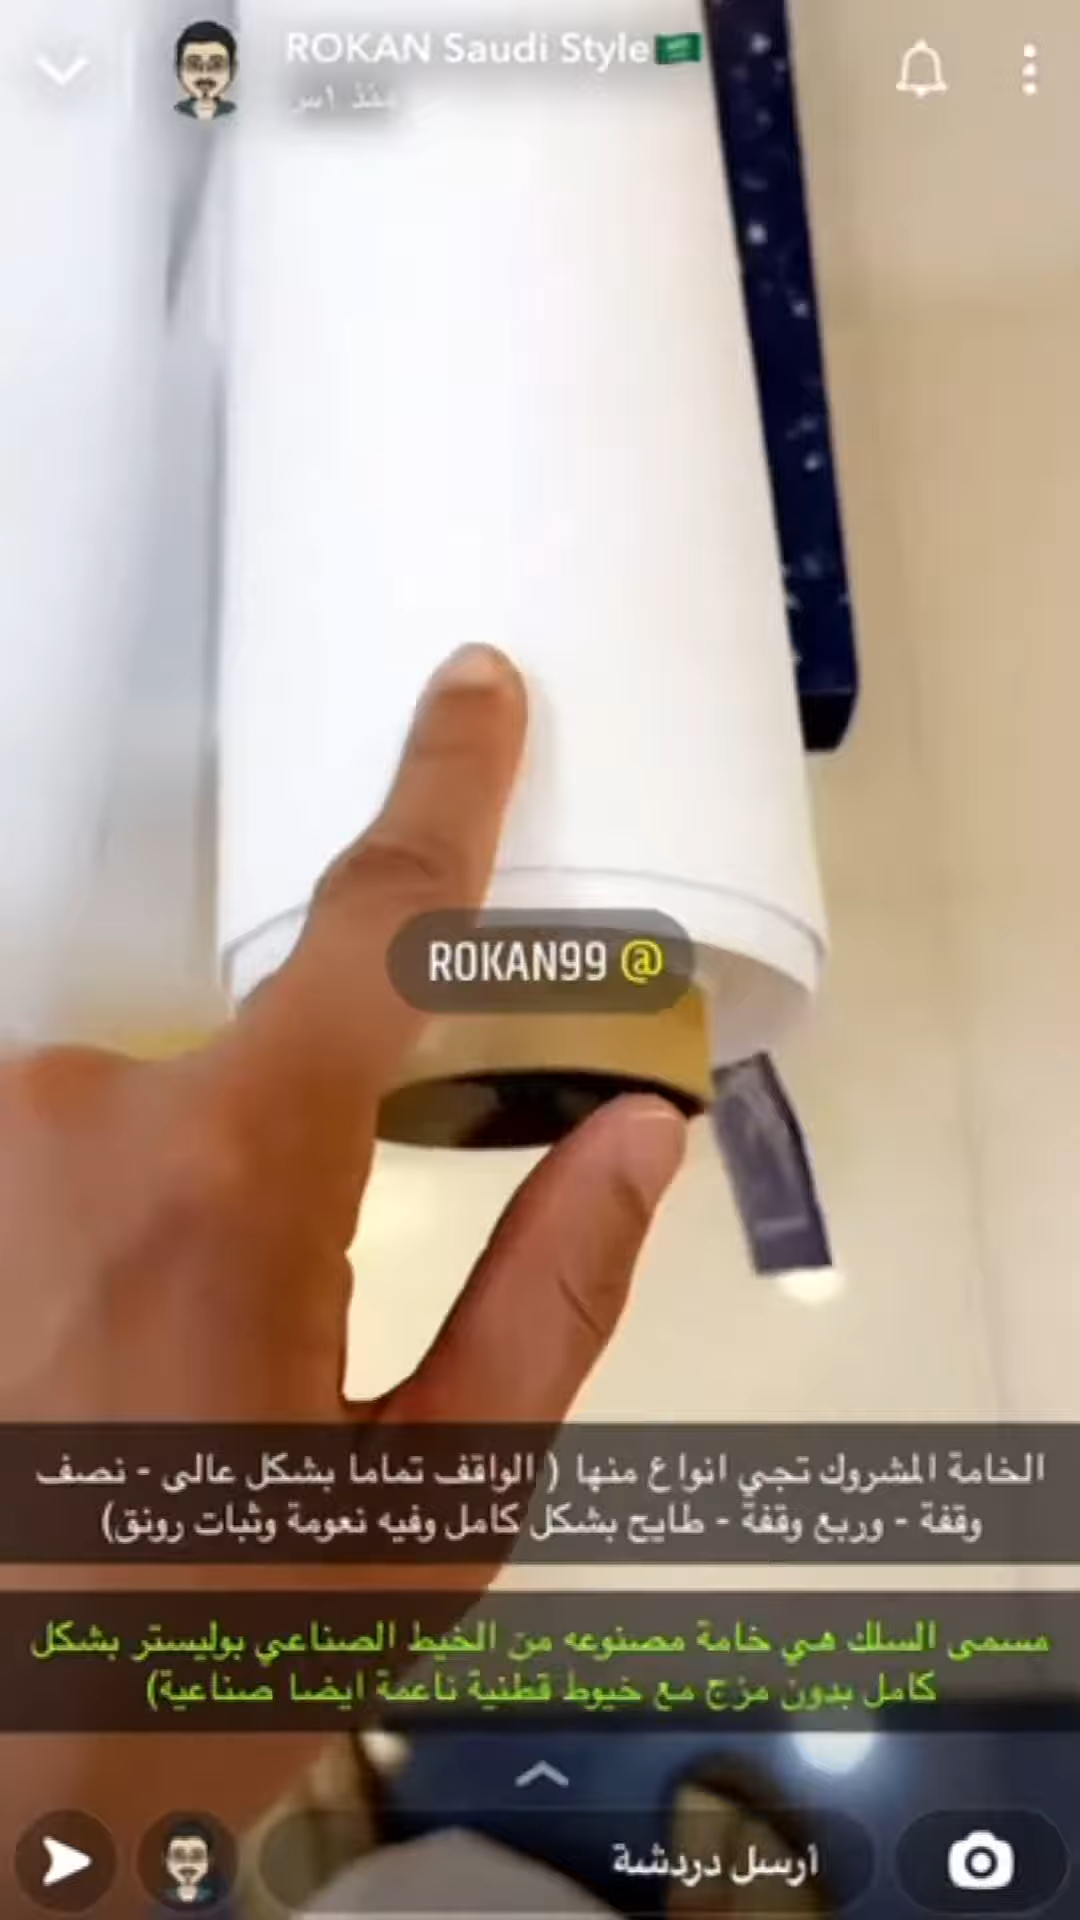 ROKAN Saudi Style🇸🇦
منذ ١س
ROKAN99 @
الخامة المشروك تجي انواع منها ( الواقف تماما بشكل عالى - نصف
وقفة - وربع وقفة - طايح بشكل كامل وفيه نعومة وثبات رونق)
مسمى السلك هي خامة مصنوعه من الخيط الصناعي بوليستر بشكل
كامل بدون مزج مع خيوط قطنية ناعمة ايضا صناعية)
ارسل دردشة